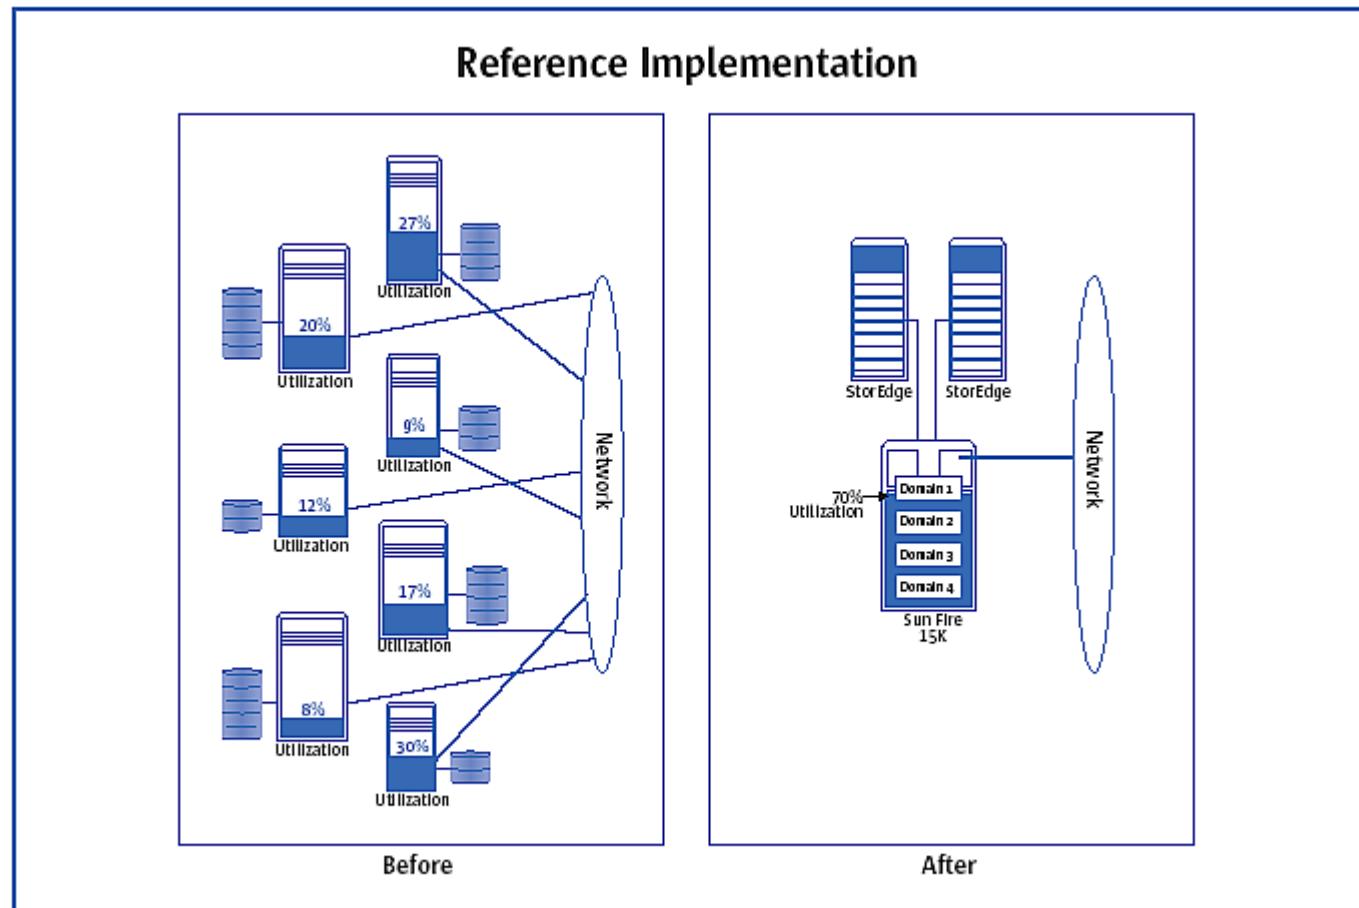 Reference Implementation
27%
Utilization
20%
Utilization
9%
Utilization
12%
Utilization
17%
Utilization
8%
Utilization
30%
Utilization
Network
Before
StorEdge
StorEdge
70%
Utilization
Domain 1
Domain 2
Domain 3
Domain 4
Sun Fire
15K
Network
After